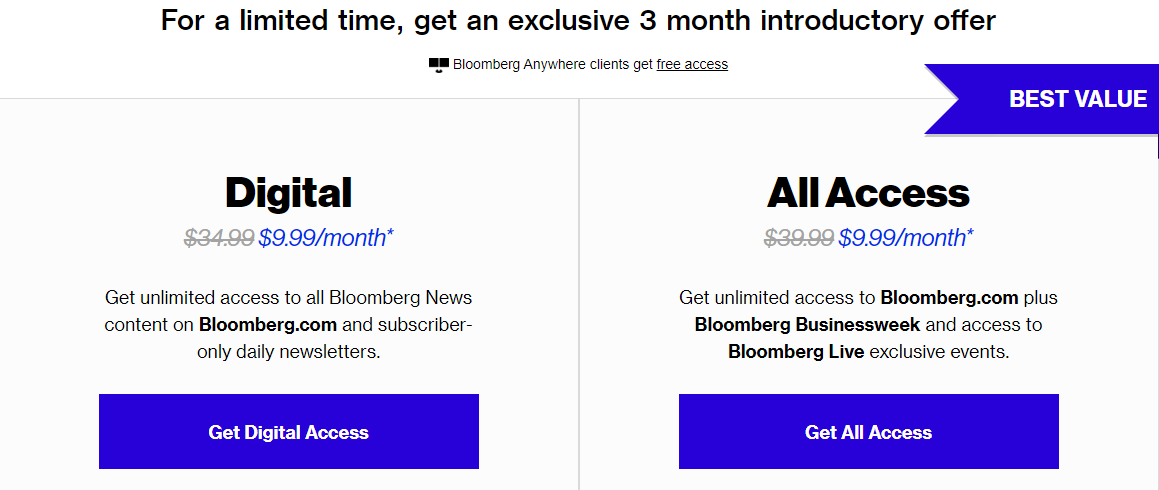 For a limited time, get an exclusive 3 month introductory offer
Bloomberg Anywhere clients get free access
BEST VALUE
Digital
$34.99 $9.99/month*
Get unlimited access to all Bloomberg News
content on Bloomberg.com and subscriber-
only daily newsletters.
Get Digital Access
All Access
$39.99 $9.99/month*
Get unlimited access to Bloomberg.com plus
Bloomberg Businessweek and access to
Bloomberg Live exclusive events.
Get All Access